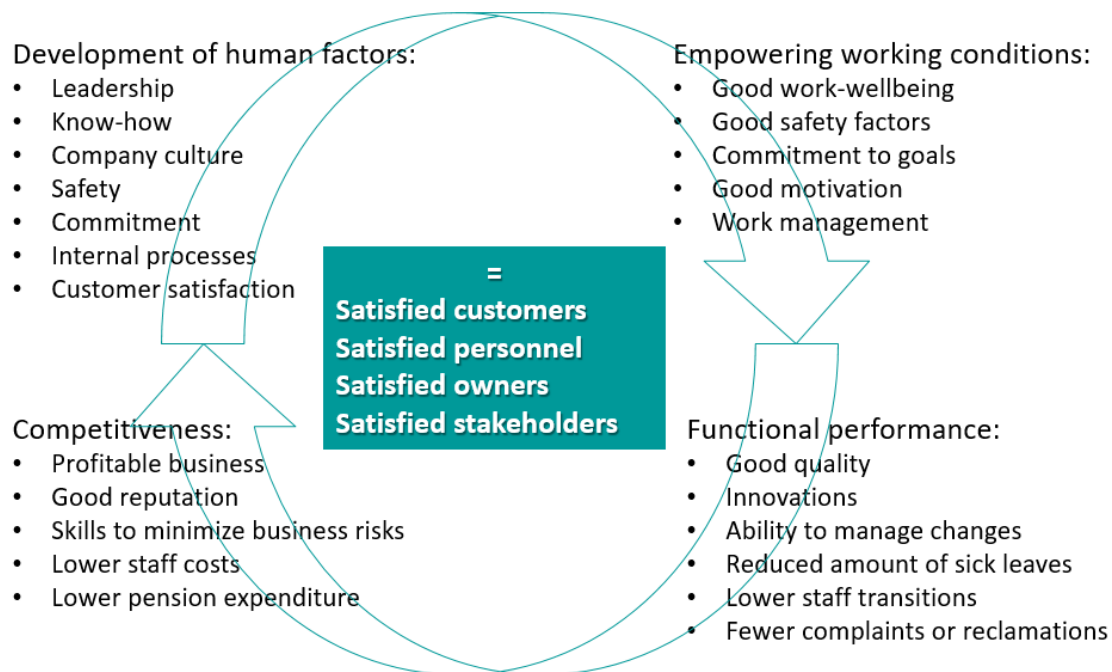 Development of human factors:
• Leadership
• Know-how
• Company culture
• Safety
• Commitment
• Internal processes
• Customer satisfaction
Empowering working conditions:
• Good work-wellbeing
• Good safety factors
• Commitment to goals
• Good motivation
• Work management
=
Satisfied customers
Satisfied personnel
Satisfied owners
Satisfied stakeholders
Competitiveness:
• Profitable business
• Good reputation
• Skills to minimize business risks
• Lower staff costs
• Lower pension expenditure
Functional performance:
• Good quality
• Innovations
• Ability to manage changes
• Reduced amount of sick leaves
• Lower staff transitions
• Fewer complaints or reclamations